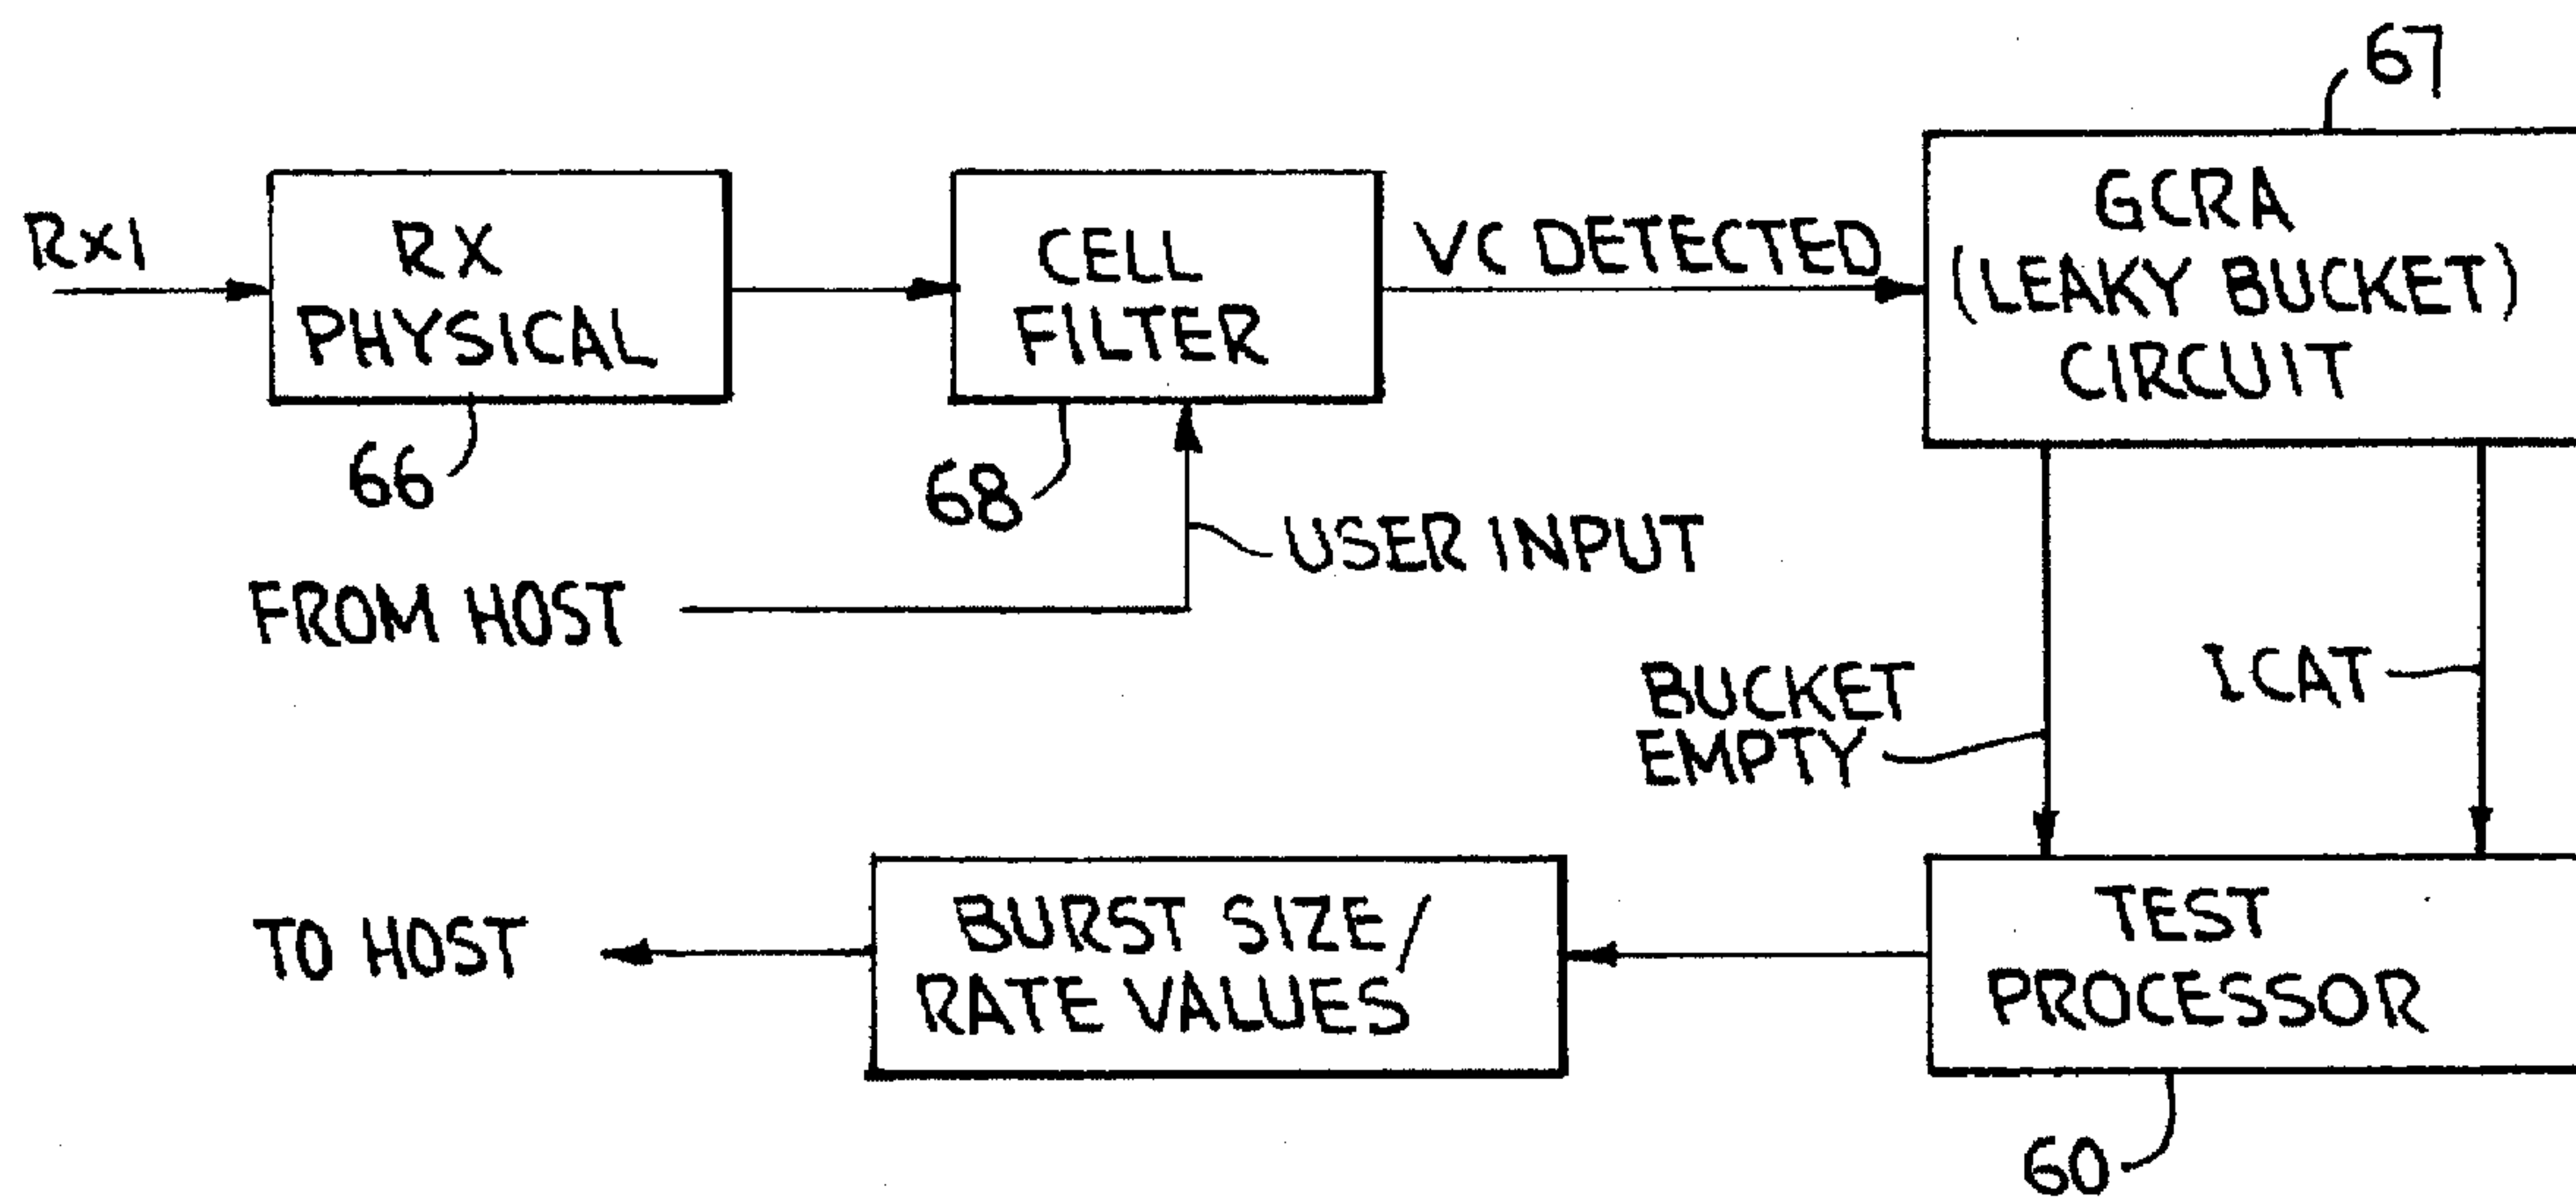 67
Rx1
RX
PHYSICAL
CELL
FILTER
VC DETECTED
GCRA
(LEAKY BUCKET)
CIRCUIT
66
68
USER INPUT
FROM HOST
BUCKET
EMPTY
ICAT
TO HOST
BURST SIZE/
RATE VALUES
TEST
PROCESSOR
60